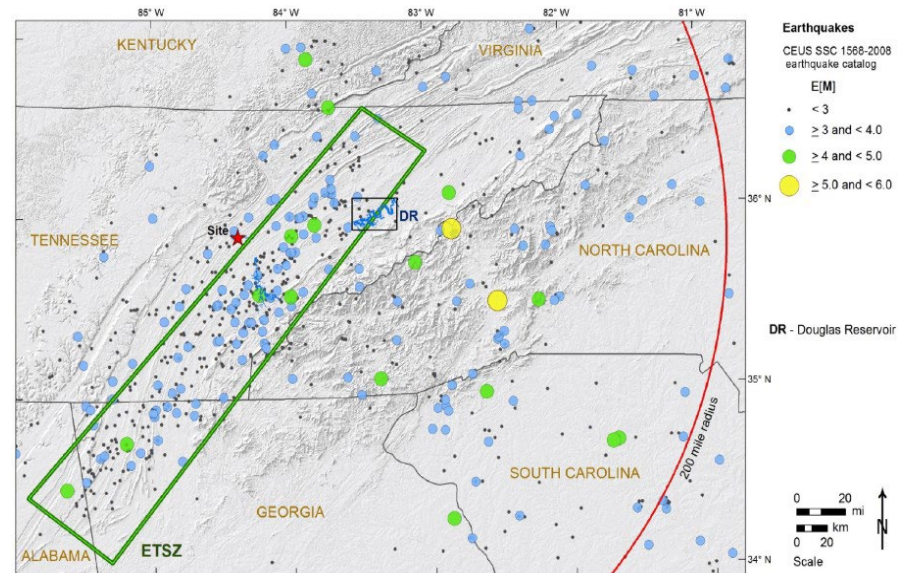 85° W
84° W
83° W
82° W
81° W
KENTUCKY
VIRGINIA
36° N
DR
Site
TENNESSEE
NORTH CAROLINA
35° N
200 mile radius
SOUTH CAROLINA
GEORGIA
ALABAMA
ETSZ
34° N
Earthquakes
CEUS SSC 1568-2008
earthquake catalog
E[M]
< 3
≥ 3 and < 4.0
≥ 4 and < 5.0
≥ 5.0 and < 6.0
DR - Douglas Reservoir
0 10 20
mi
0 10 20
km
N
Scale